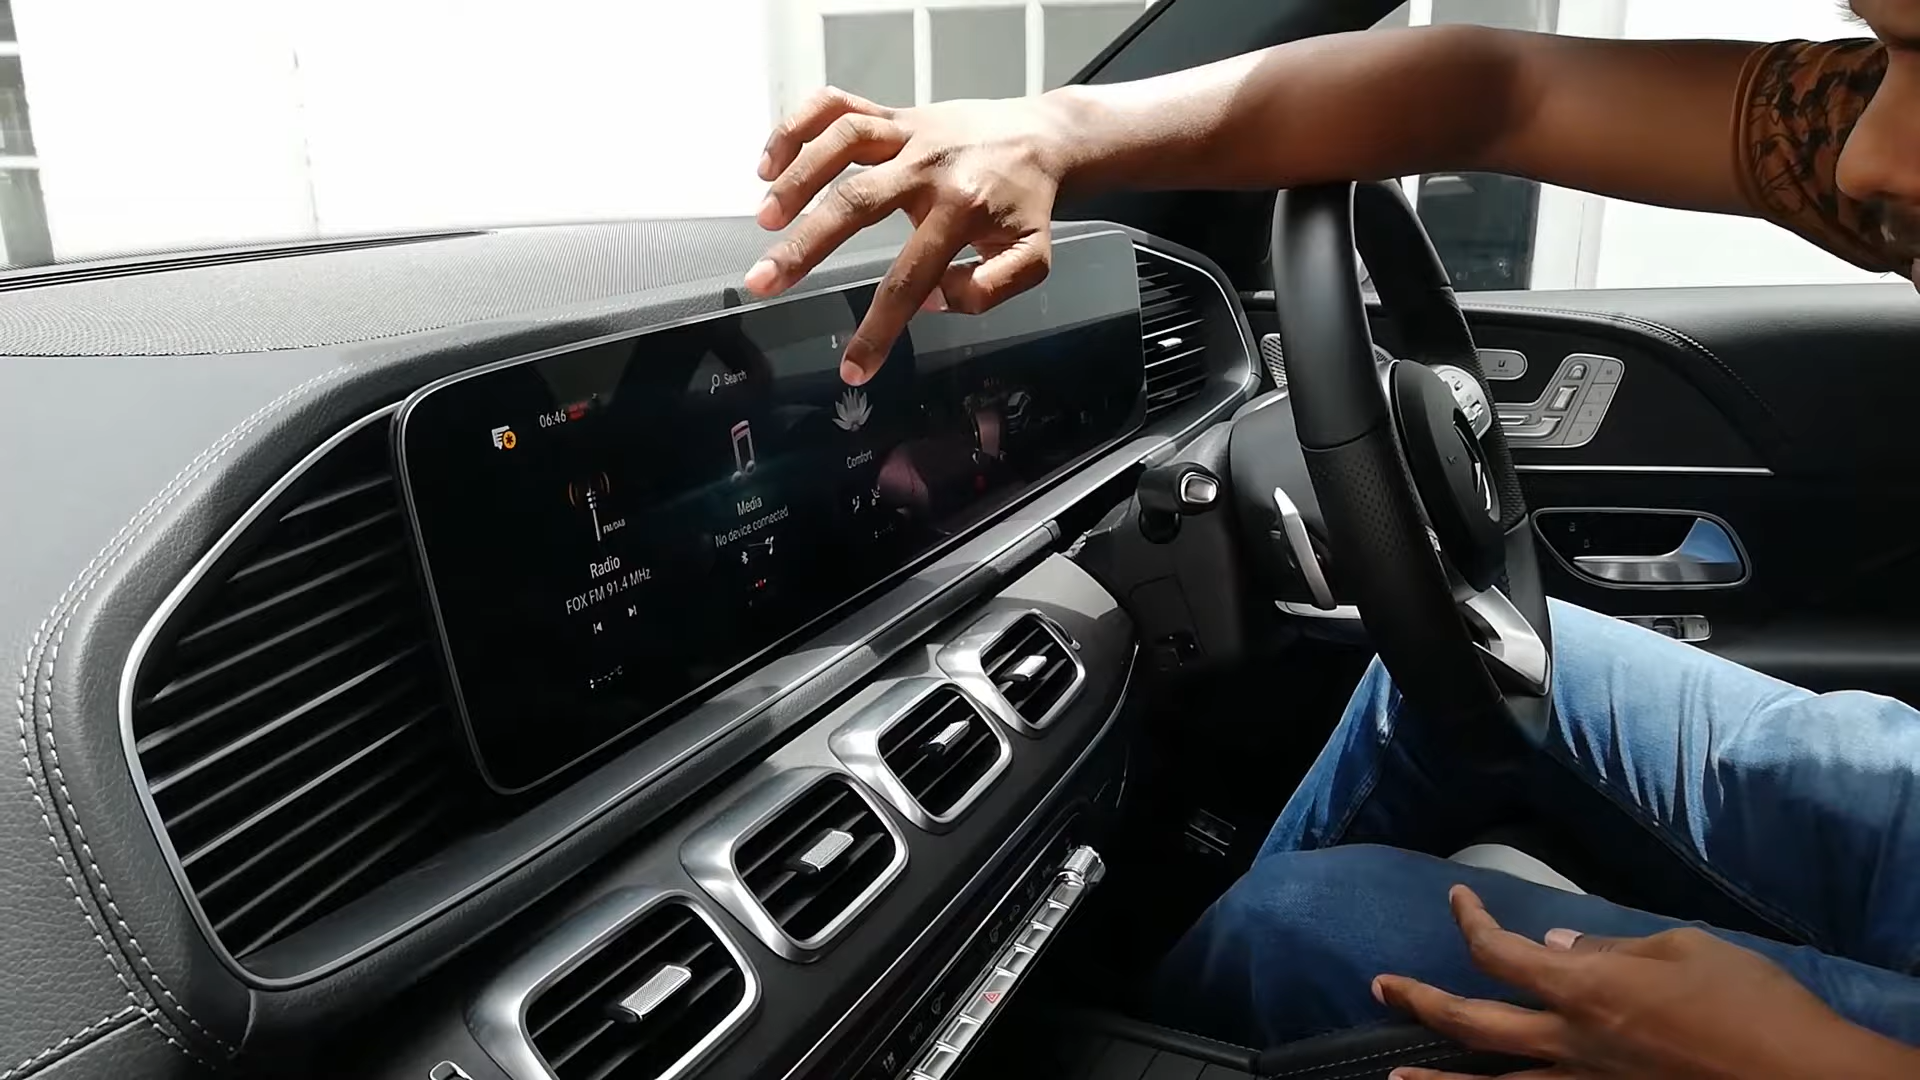 06:46
Search
FM/DAB
Radio
FOX FM 91.4 MHz
Media
No device connected
Comfort
--.-°C